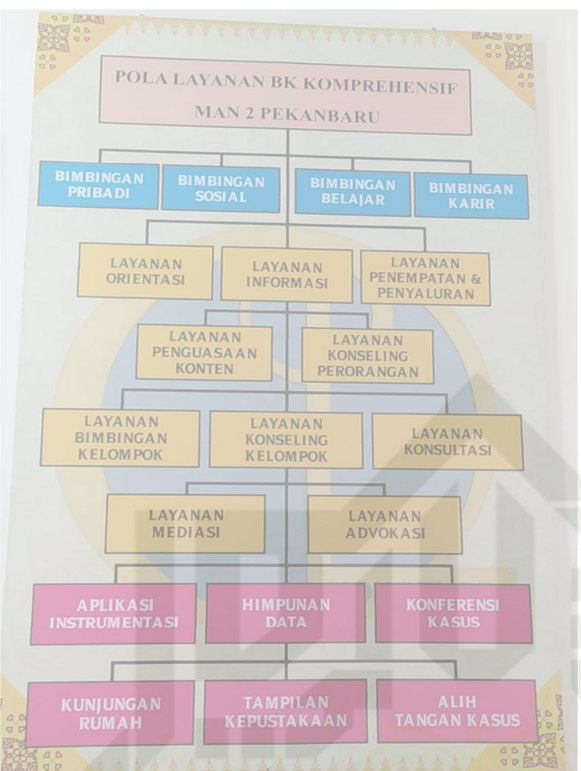 POLA LAYANAN BK KOMPREHENSIF
MAN 2 PEKANBARU
BIMBINGAN
PRIBADI
BIMBINGAN
SOSIAL
BIMBINGAN
BELAJAR
BIMBINGAN
KARIR
LAYANAN
ORIENTASI
LAYANAN
INFORMASI
LAYANAN
PENEMPATAN &
PENYALURAN
LAYANAN
PENGUASAAN
KONTEN
LAYANAN
KONSELING
PERORANGAN
LAYANAN
BIMBINGAN
KELOMPOK
LAYANAN
KONSELING
KELOMPOK
LAYANAN
KONSULTASI
LAYANAN
MEDIASI
LAYANAN
ADVOKASI
APLIKASI
INSTRUMENTASI
HIMPUNAN
DATA
KONFERENSI
KASUS
KUNJUNGAN
RUMAH
TAMPILAN
KEPUSTAKAAN
ALIH
TANGAN KASUS